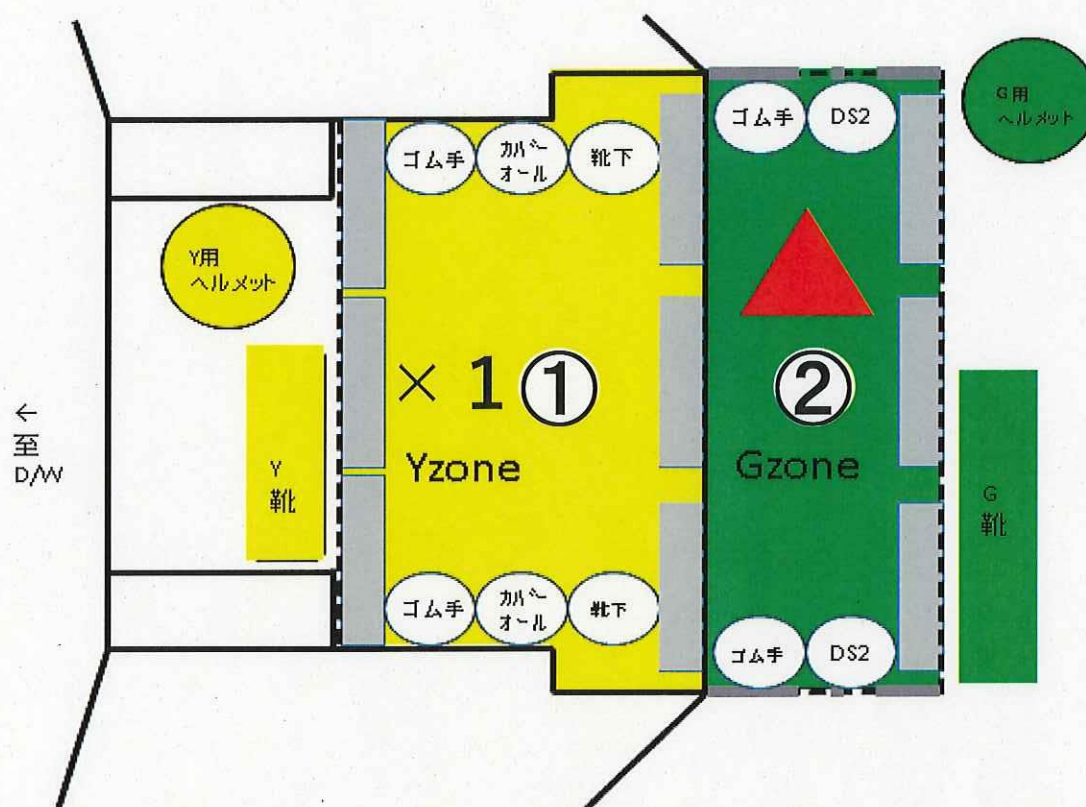 G用
ヘルメット
ゴム手
カバー
オール
靴下
ゴム手
DS2
Y用
ヘルメット
×1①
②
Yzone
Gzone
←
至
D/W
Y
靴
G
靴
ゴム手
カバー
オール
靴下
ゴム手
DS2